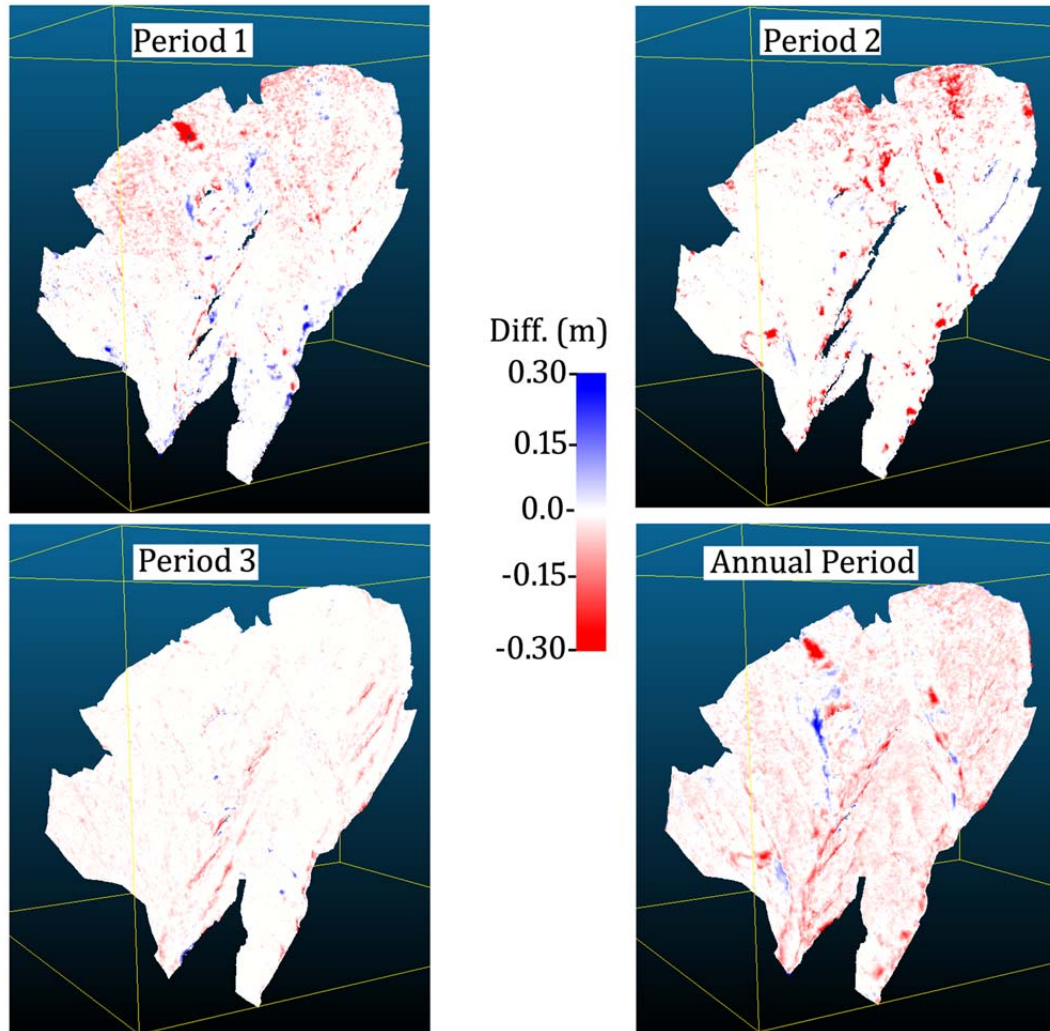 Period 1
Period 2
Diff. (m)
0.30
0.15
0.0
-0.15
-0.30
Period 3
Annual Period